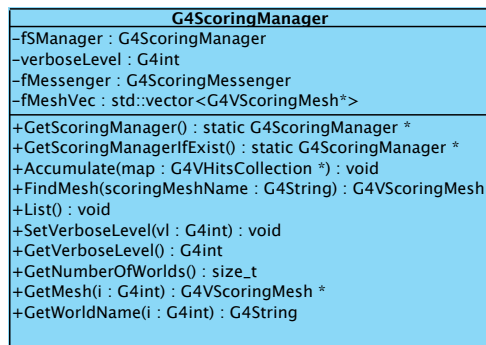 G4ScoringManager
-fSManager : G4ScoringManager
-verboseLevel : G4int
-fMessenger : G4ScoringMessenger
-fMeshVec : std::vector<G4VScoringMesh*>
+GetScoringManager() : static G4ScoringManager *
+GetScoringManagerIfExist() : static G4ScoringManager *
+Accumulate(map : G4VHitsCollection *) : void
+FindMesh(scoringMeshName : G4String) : G4VScoringMesh
+List() : void
+SetVerboseLevel(vl : G4int) : void
+GetVerboseLevel() : G4int
+GetNumberOfWorlds() : size_t
+GetMesh(i : G4int) : G4VScoringMesh *
+GetWorldName(i : G4int) : G4String